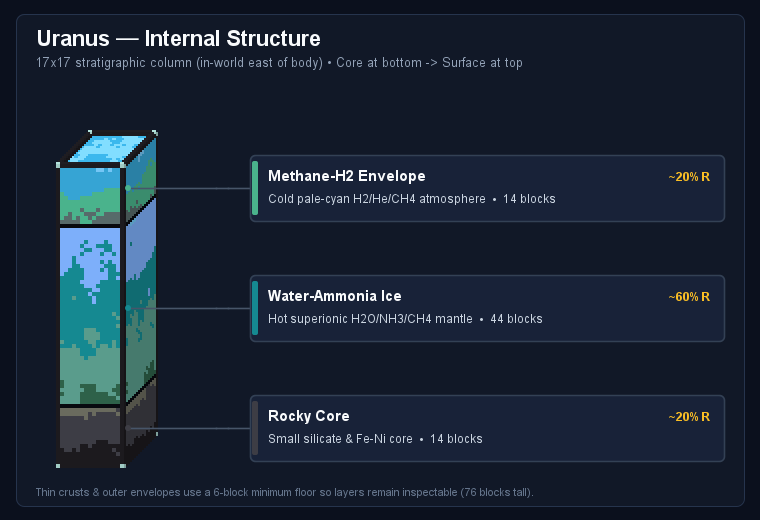 Uranus — Internal Structure
17x17 stratigraphic column (in-world east of body) • Core at bottom -> Surface at top
Methane-H2 Envelope
~20% R
Cold pale-cyan H2/He/CH4 atmosphere • 14 blocks
Water-Ammonia Ice
~60% R
Hot superionic H2O/NH3/CH4 mantle • 44 blocks
Rocky Core
~20% R
Small silicate & Fe-Ni core • 14 blocks
Thin crusts & outer envelopes use a 6-block minimum floor so layers remain inspectable (76 blocks tall).